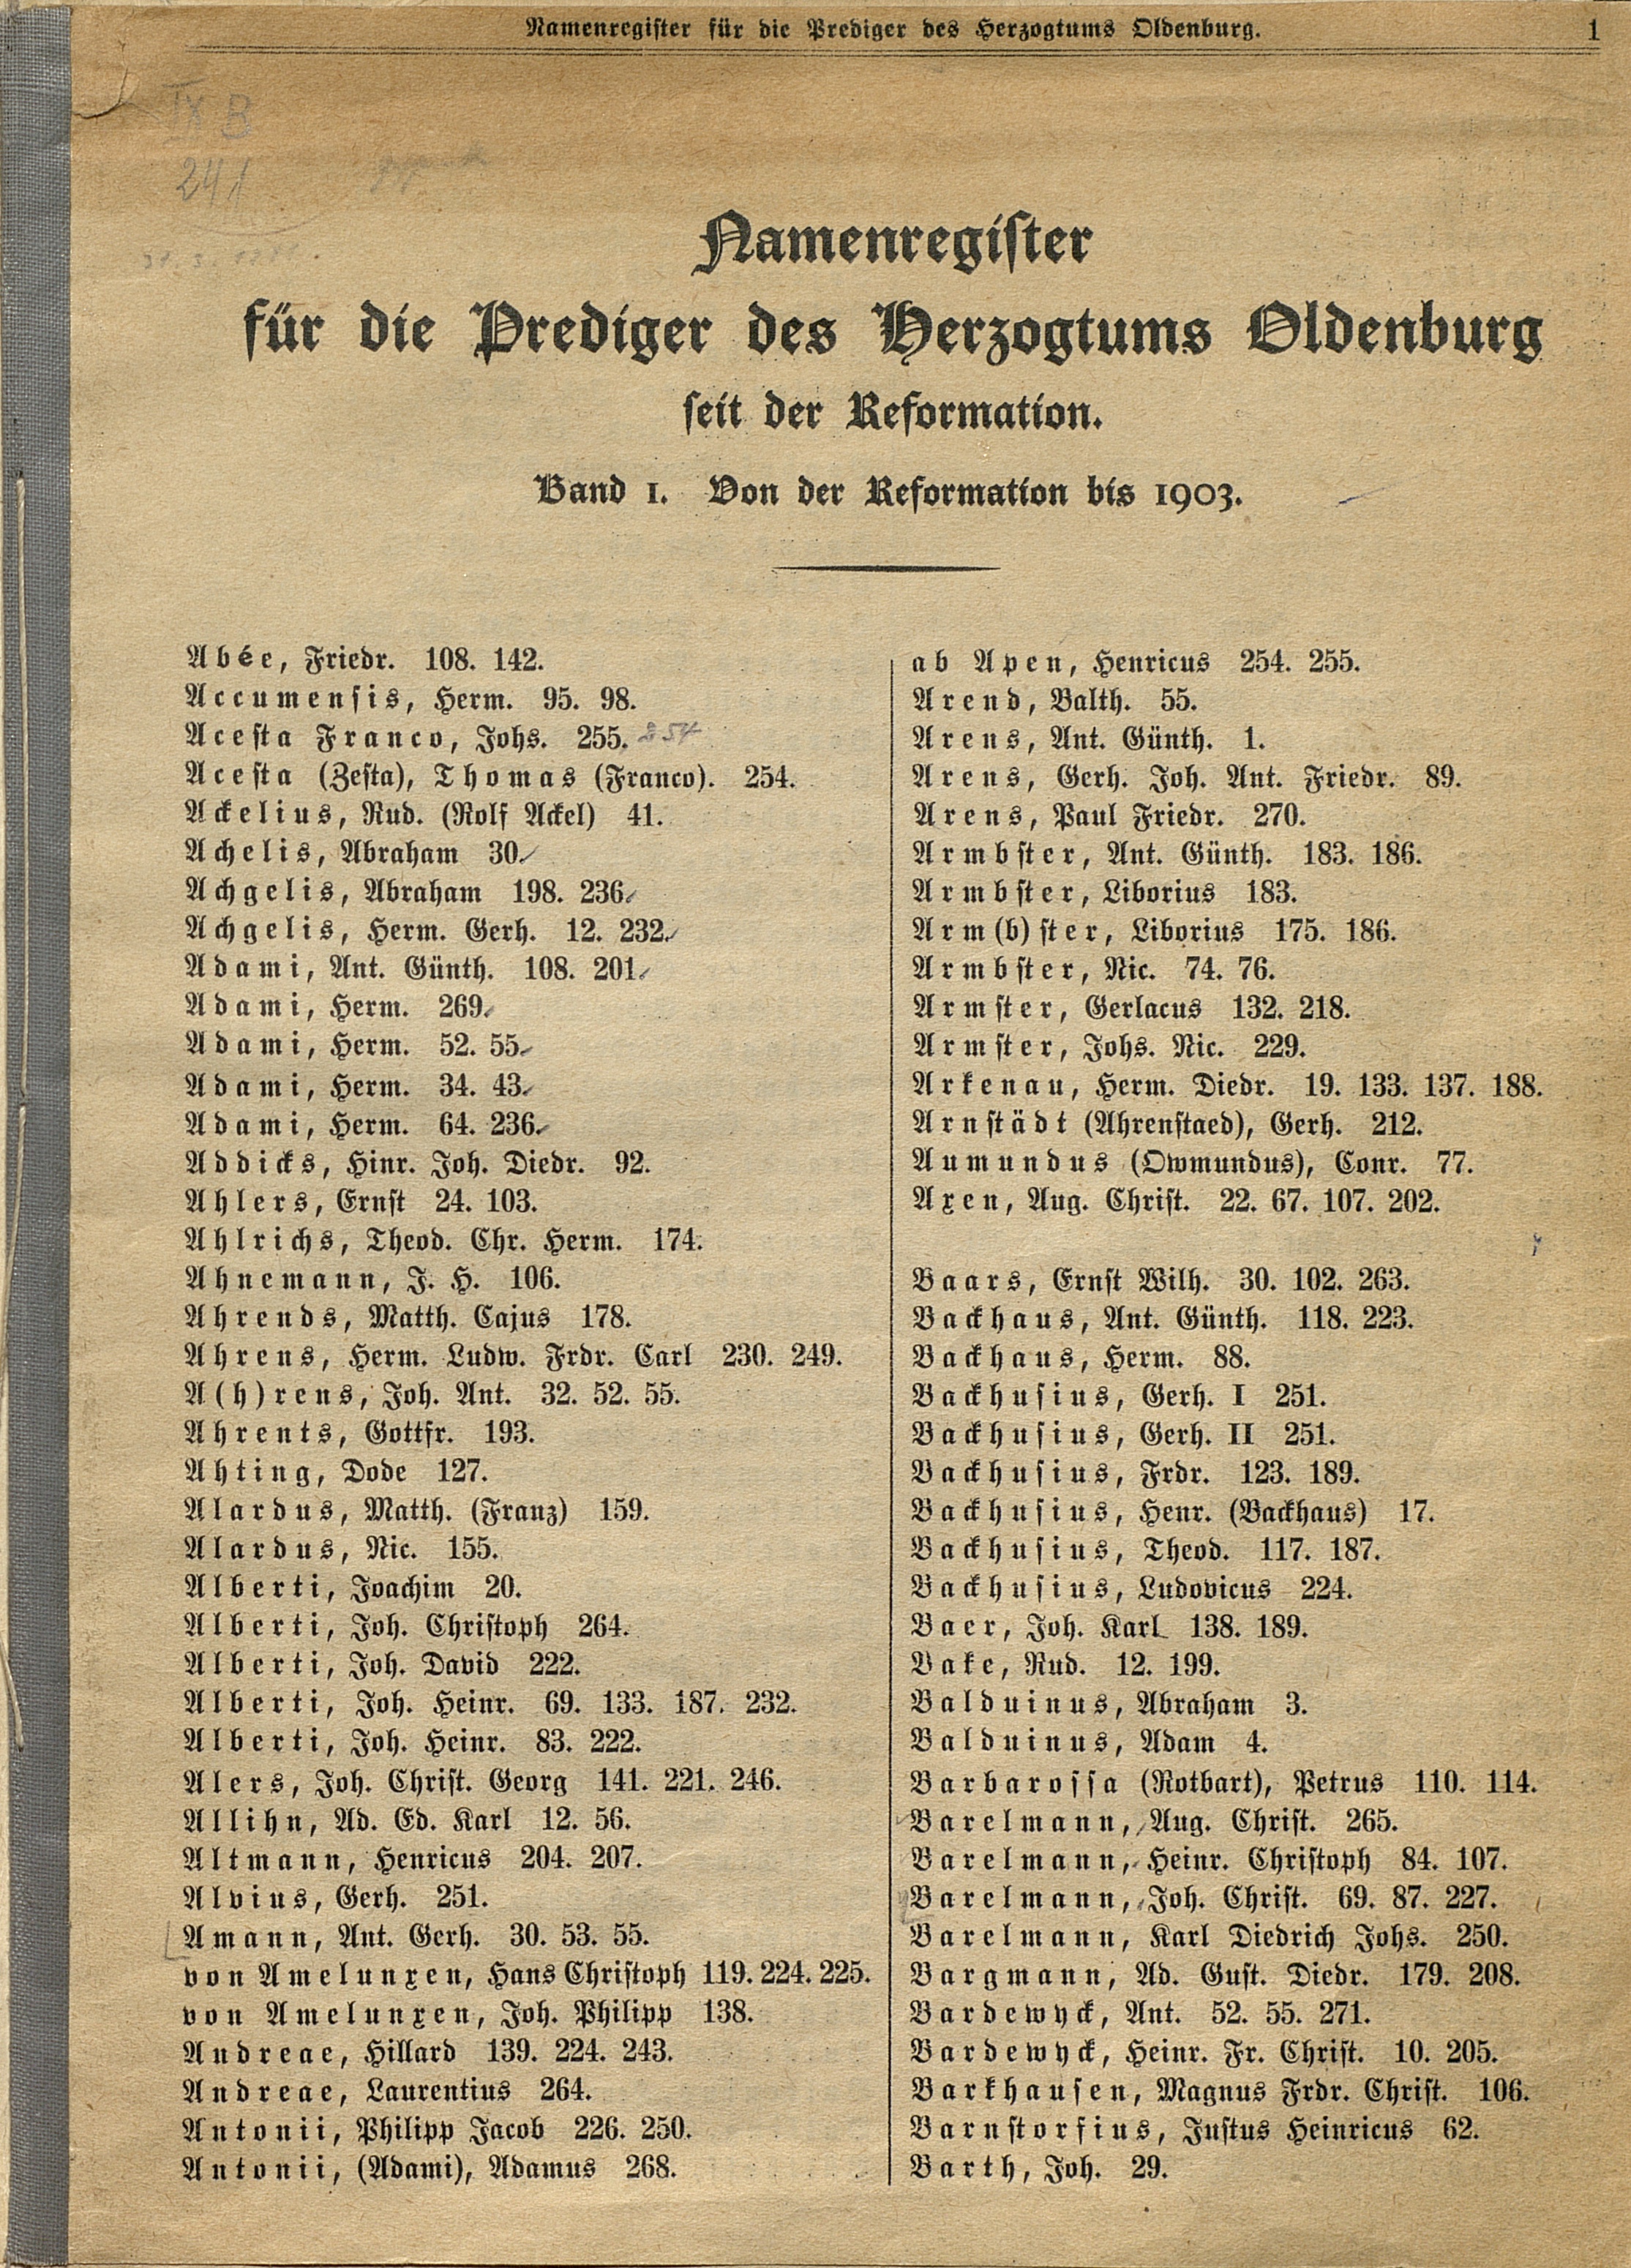 Namenregister für die Prediger des Herzogtums Oldenburg. 1
IX B
241
Namenregister
für die Prediger des Herzogtums Oldenburg
seit der Reformation.
Band I. Von der Reformation bis 1903.
Abée, Friedr. 108. 142.
Accumensis, Herm. 95. 98.
Acesta Franco, Johs. 255. 254
Acesta (Zesta), Thomas (Franco). 254.
Ackelius, Rud. (Rolf Ackel) 41.
Achelis, Abraham 30.
Achgelis, Abraham 198. 236.
Achgelis, Herm. Gerh. 12. 232.
Adami, Ant. Günth. 108. 201.
Adami, Herm. 269.
Adami, Herm. 52. 55.
Adami, Herm. 34. 43.
Adami, Herm. 64. 236.
Addicks, Hinr. Joh. Diedr. 92.
Ahlers, Ernst 24. 103.
Ahlrichs, Theod. Chr. Herm. 174.
Ahnemann, J. H. 106.
Ahrends, Matth. Cajus 178.
Ahrens, Herm. Ludw. Frdr. Carl 230. 249.
A(h)rens, Joh. Ant. 32. 52. 55.
Ahrents, Gottfr. 193.
Ahting, Dode 127.
Alardus, Matth. (Franz) 159.
Alardus, Nic. 155.
Alberti, Joachim 20.
Alberti, Joh. Christoph 264.
Alberti, Joh. David 222.
Alberti, Joh. Heinr. 69. 133. 187. 232.
Alberti, Joh. Heinr. 83. 222.
Alers, Joh. Christ. Georg 141. 221. 246.
Allihn, Ad. Ed. Karl 12. 56.
Altmann, Henricus 204. 207.
Alvius, Gerh. 251.
Amann, Ant. Gerh. 30. 53. 55.
von Amelunxen, Hans Christoph 119. 224. 225.
von Amelunxen, Joh. Philipp 138.
Andreae, Hillard 139. 224. 243.
Andreae, Laurentius 264.
Antonii, Philipp Jacob 226. 250.
Antonii, (Adami), Adamus 268.
ab Apen, Henricus 254. 255.
Arend, Balth. 55.
Arens, Ant. Günth. 1.
Arens, Gerh. Joh. Ant. Friedr. 89.
Arens, Paul Friedr. 270.
Armbster, Ant. Günth. 183. 186.
Armbster, Liborius 183.
Arm(b)ster, Liborius 175. 186.
Armbster, Nic. 74. 76.
Armster, Gerlacus 132. 218.
Armster, Johs. Nic. 229.
Arkenau, Herm. Diedr. 19. 133. 137. 188.
Arnstädt (Ahrenstaed), Gerh. 212.
Aumundus (Owmundus), Conr. 77.
Axen, Aug. Christ. 22. 67. 107. 202.
Baars, Ernst Wilh. 30. 102. 263.
Backhaus, Ant. Günth. 118. 223.
Backhaus, Herm. 88.
Backhusius, Gerh. I 251.
Backhusius, Gerh. II 251.
Backhusius, Frdr. 123. 189.
Backhusius, Henr. (Backhaus) 17.
Backhusius, Theod. 117. 187.
Backhusius, Ludovicus 224.
Baer, Joh. Karl 138. 189.
Bake, Rud. 12. 199.
Balduinus, Abraham 3.
Balduinus, Adam 4.
Barbarossa (Rotbart), Petrus 110. 114.
Barelmann, Aug. Christ. 265.
Barelmann, Heinr. Christoph 84. 107.
Barelmann, Joh. Christ. 69. 87. 227.
Barelmann, Karl Diedrich Johs. 250.
Bargmann, Ad. Gust. Diedr. 179. 208.
Bardewyck, Ant. 52. 55. 271.
Bardewyck, Heinr. Fr. Christ. 10. 205.
Barkhausen, Magnus Frdr. Christ. 106.
Barnstorfius, Justus Heinricus 62.
Barth, Joh. 29.